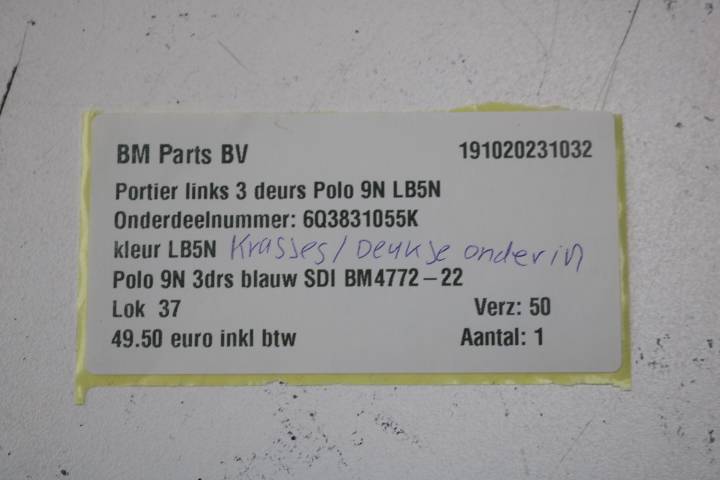 BM Parts BV 191020231032
Portier links 3 deurs Polo 9N LB5N
Onderdeelnummer: 6Q3831055K
kleur LB5N Krasjes/Deukje onderin
Polo 9N 3drs blauw SDI BM4772-22
Lok 37 Verz: 50
49.50 euro inkl btw Aantal: 1